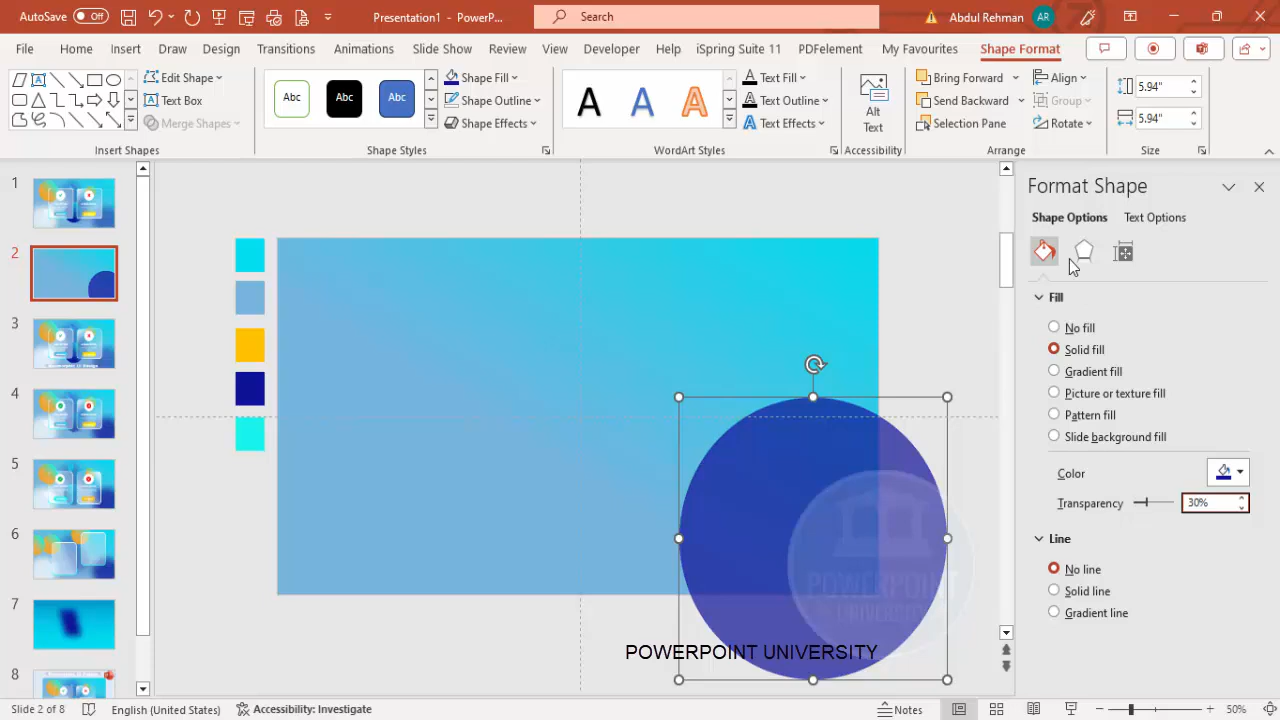 AutoSave Off Presentation1 - PowerP... Search Abdul Rehman AR
File Home Insert Draw Design Transitions Animations Slide Show Review View Developer Help iSpring Suite 11 PDFelement My Favourites Shape Format
Edit Shape Abc Abc Abc Shape Fill A A A Text Fill Bring Forward Align 5.94"
Text Box Shape Outline Text Outline Alt Text Send Backward Group 5.94"
Merge Shapes Shape Effects Text Effects Selection Pane Rotate
Insert Shapes Shape Styles WordArt Styles Accessibility Arrange Size
Format Shape
Shape Options Text Options
Fill
No fill
Solid fill
Gradient fill
Picture or texture fill
Pattern fill
Slide background fill
Color
Transparency 30%
Line
No line
Solid line
Gradient line
1
2
3
4
5
6
7
8
POWERPOINT
UNIVERSITY
POWERPOINT UNIVERSITY
Slide 2 of 8 English (United States) Accessibility: Investigate Notes 50%